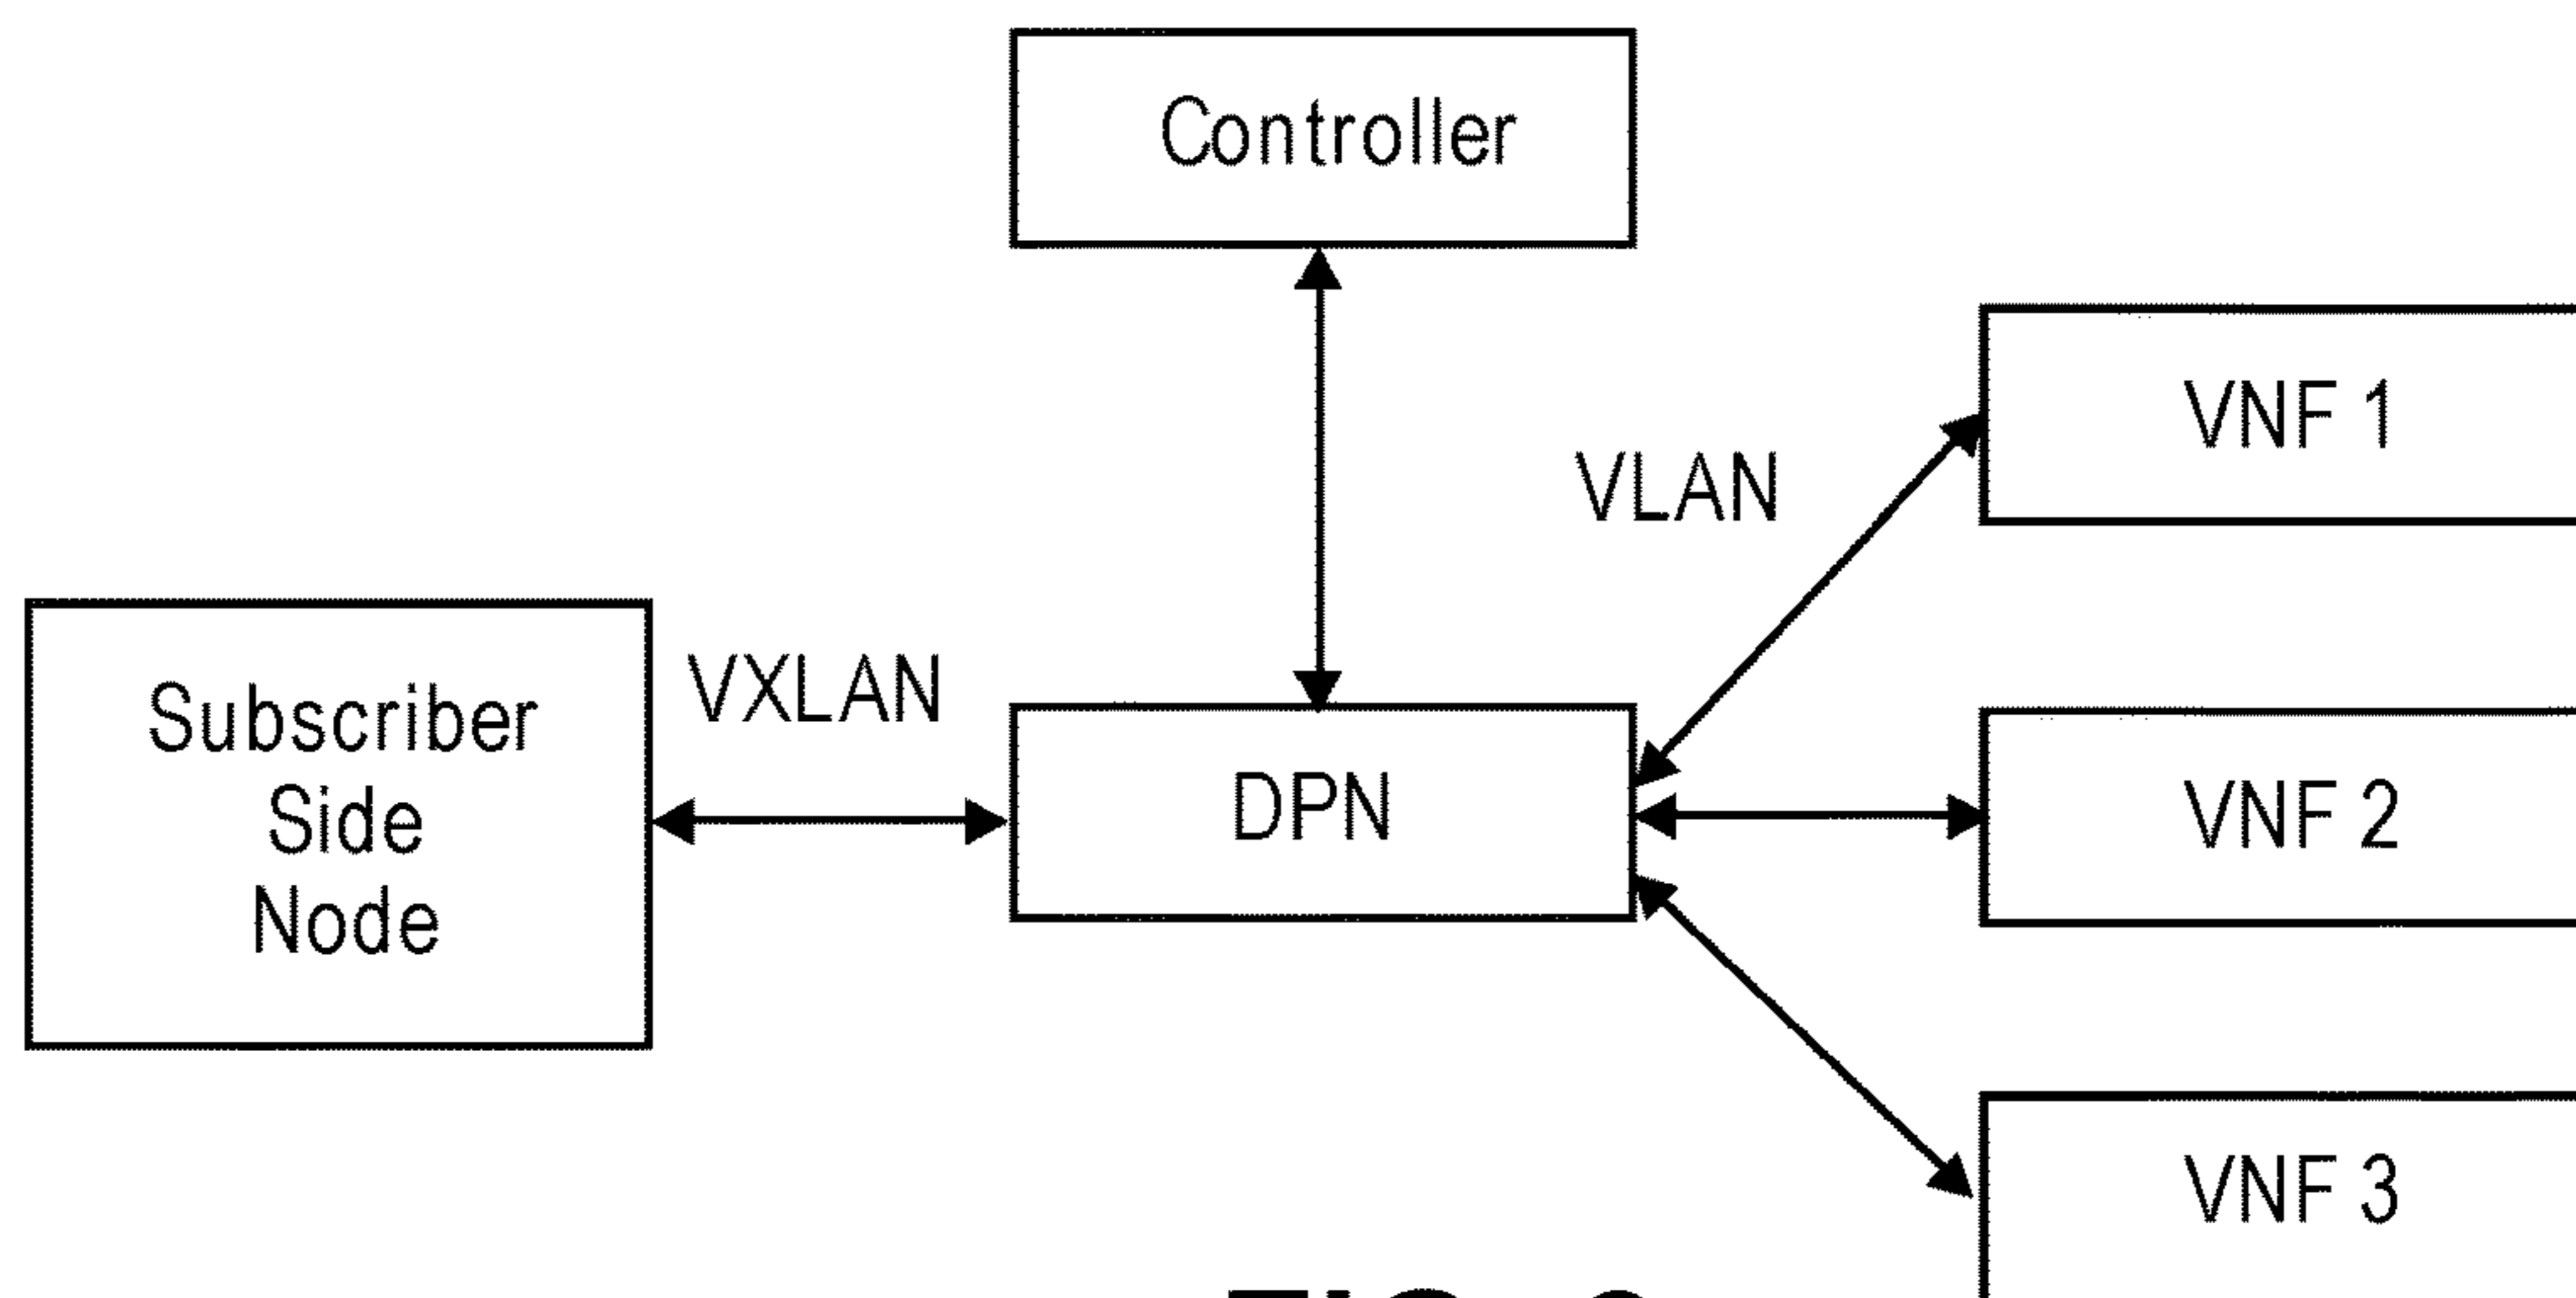 Controller
VNF 1
VLAN
Subscriber
Side
Node
VXLAN
DPN
VNF 2
VNF 3